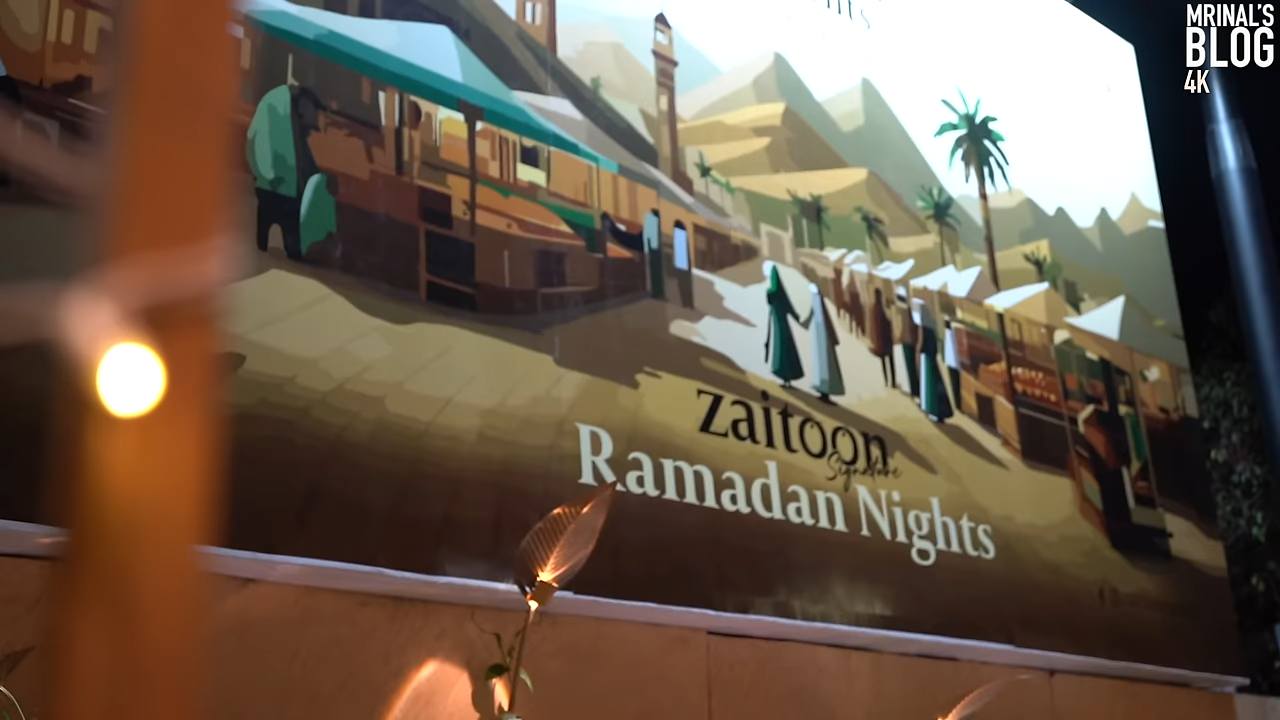 MRINAL'S
BLOG
4K
zaitoon
Signature
Ramadan Nights